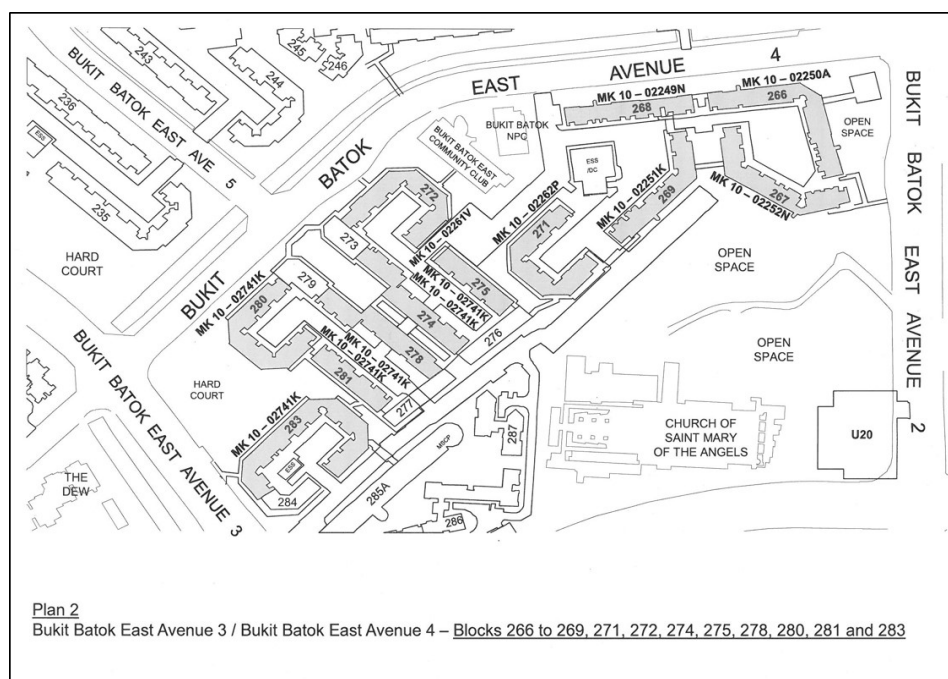 243
BUKIT BATOK EAST AVE 5
244
245
246
236
ESS
235
HARD
COURT
BUKIT BATOK EAST AVENUE 4
BUKIT BATOK EAST AVENUE 2
MK 10 – 02249N
268
MK 10 – 02250A
266
OPEN
SPACE
BUKIT BATOK
NPC
BUKIT BATOK EAST
COMMUNITY CLUB
ESS
/DC
272
MK 10 – 02261V
273
MK 10 – 02262P
271
MK 10 – 02251K
269
267
MK 10 – 02252N
OPEN
SPACE
OPEN
SPACE
275
MK 10 – 02741K
MK 10 – 02741K
274
276
MK 10 – 02741K
280
279
278
MK 10 – 02741K
MK 10 – 02741K
281
277
HARD
COURT
MK 10 – 02741K
283
ESS
284
BUKIT BATOK EAST AVENUE 3
THE
DEW
MSCP
285A
286
287
CHURCH OF
SAINT MARY
OF THE ANGELS
U20
Plan 2
Bukit Batok East Avenue 3 / Bukit Batok East Avenue 4 – Blocks 266 to 269, 271, 272, 274, 275, 278, 280, 281 and 283